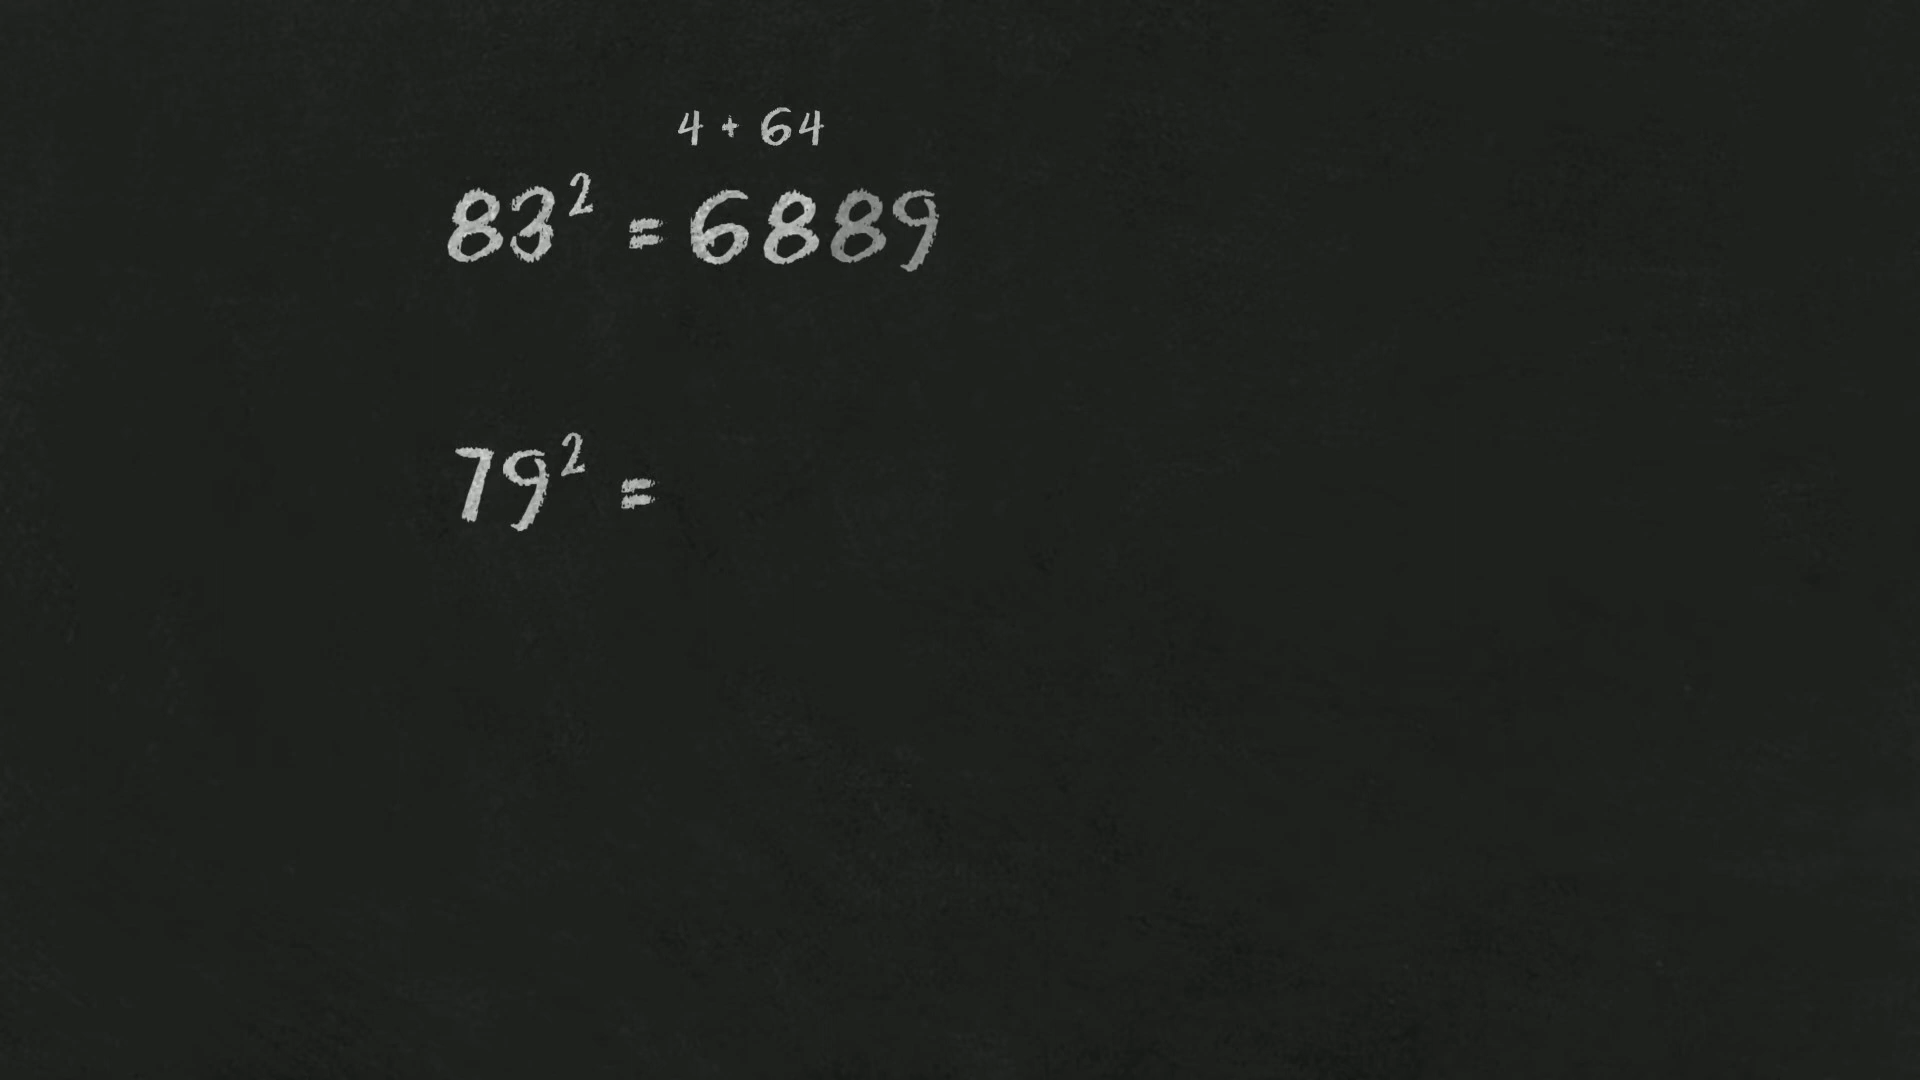 4 + 64
83² = 6889
79² =